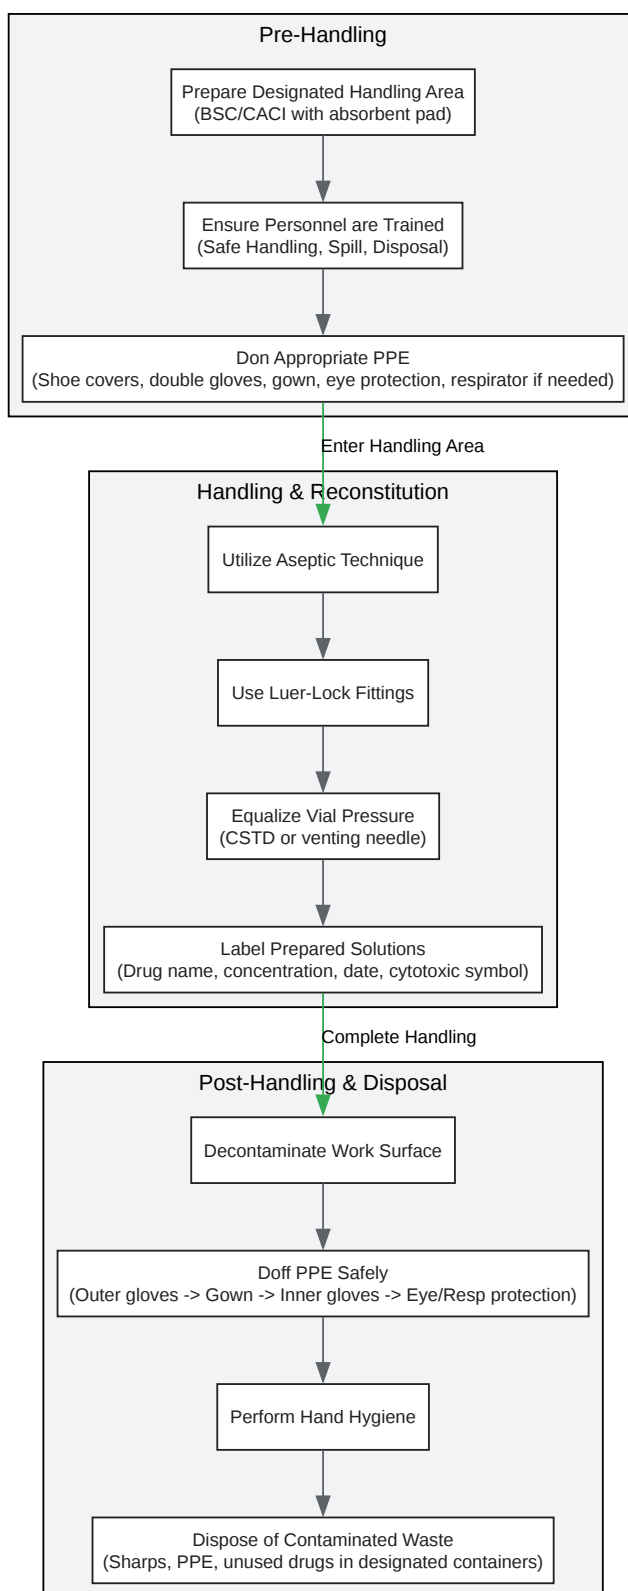 Pre-Handling
Prepare Designated Handling Area
(BSC/CACI with absorbent pad)
Ensure Personnel are Trained
(Safe Handling, Spill, Disposal)
Don Appropriate PPE
(Shoe covers, double gloves, gown, eye protection, respirator if needed)
Enter Handling Area
Handling & Reconstitution
Utilize Aseptic Technique
Use Luer-Lock Fittings
Equalize Vial Pressure
(CSTD or venting needle)
Label Prepared Solutions
(Drug name, concentration, date, cytotoxic symbol)
Complete Handling
Post-Handling & Disposal
Decontaminate Work Surface
Doff PPE Safely
(Outer gloves -> Gown -> Inner gloves -> Eye/Resp protection)
Perform Hand Hygiene
Dispose of Contaminated Waste
(Sharps, PPE, unused drugs in designated containers)